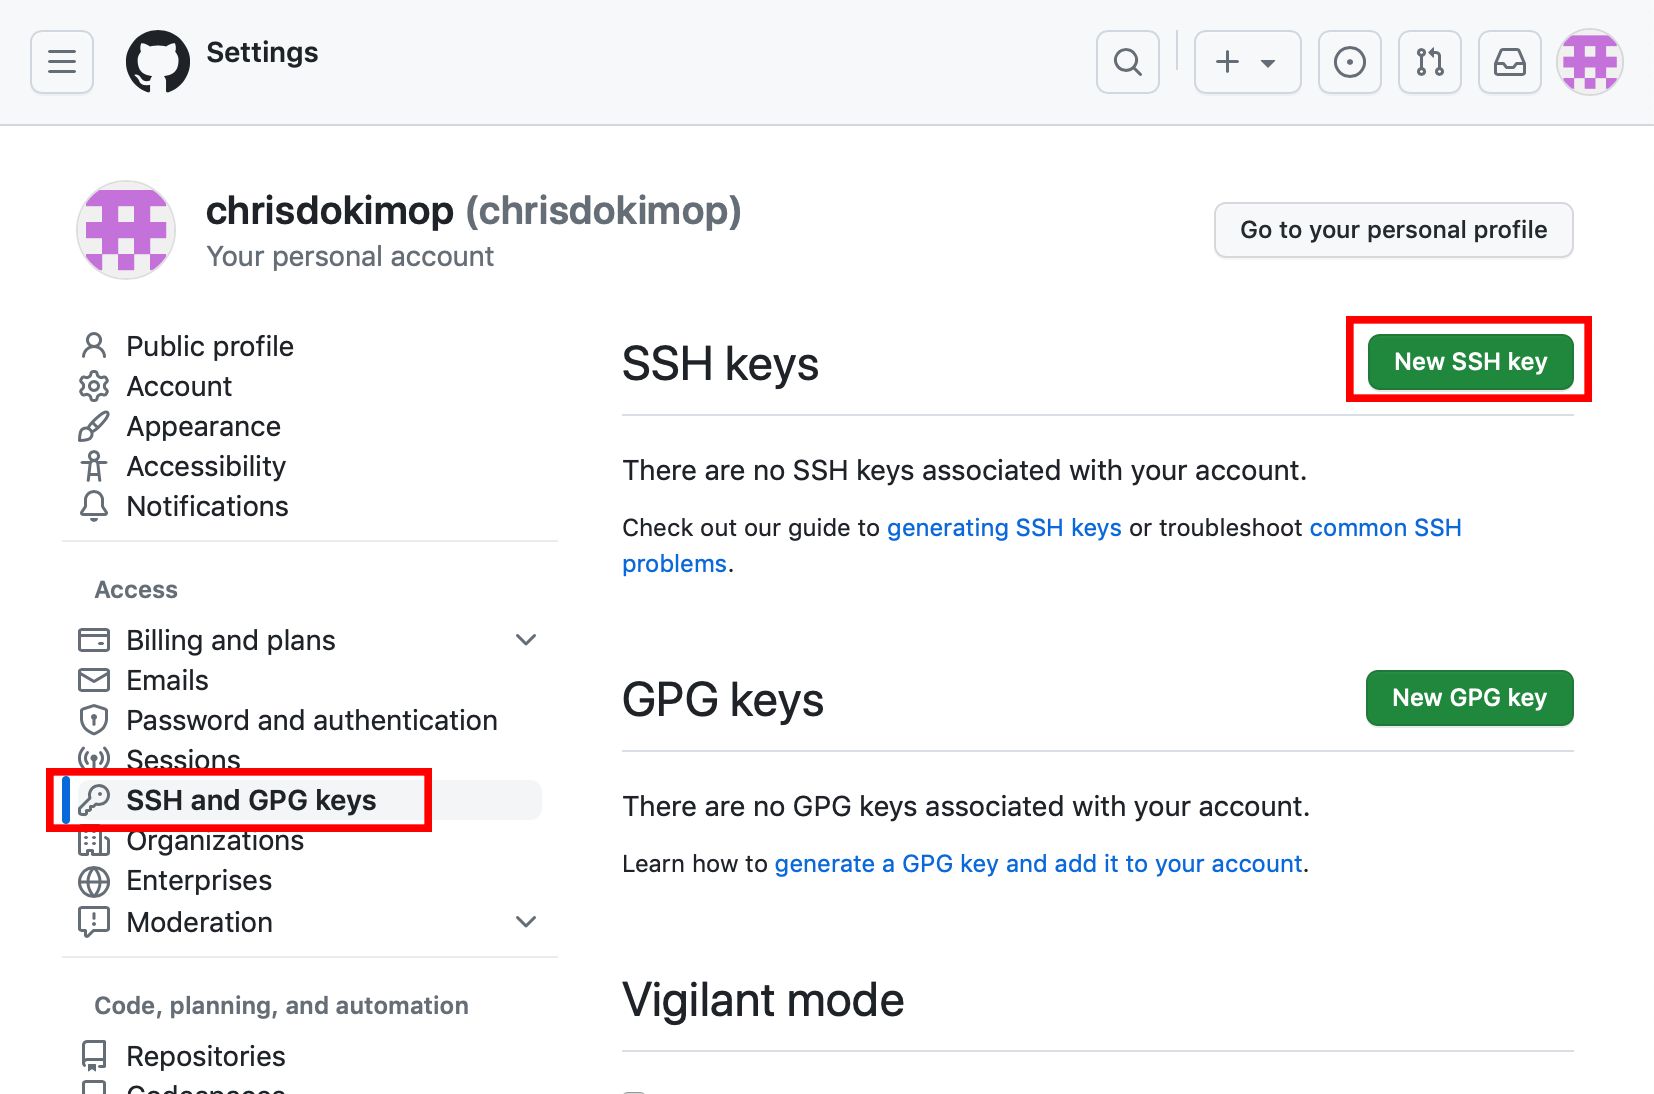 Settings
chrisdokimop (chrisdokimop)
Your personal account
Go to your personal profile
Public profile
Account
Appearance
Accessibility
Notifications
Access
Billing and plans
Emails
Password and authentication
Sessions
SSH and GPG keys
Organizations
Enterprises
Moderation
Code, planning, and automation
Repositories
Codespaces
SSH keys
New SSH key
There are no SSH keys associated with your account.
Check out our guide to generating SSH keys or troubleshoot common SSH
problems.
GPG keys
New GPG key
There are no GPG keys associated with your account.
Learn how to generate a GPG key and add it to your account.
Vigilant mode